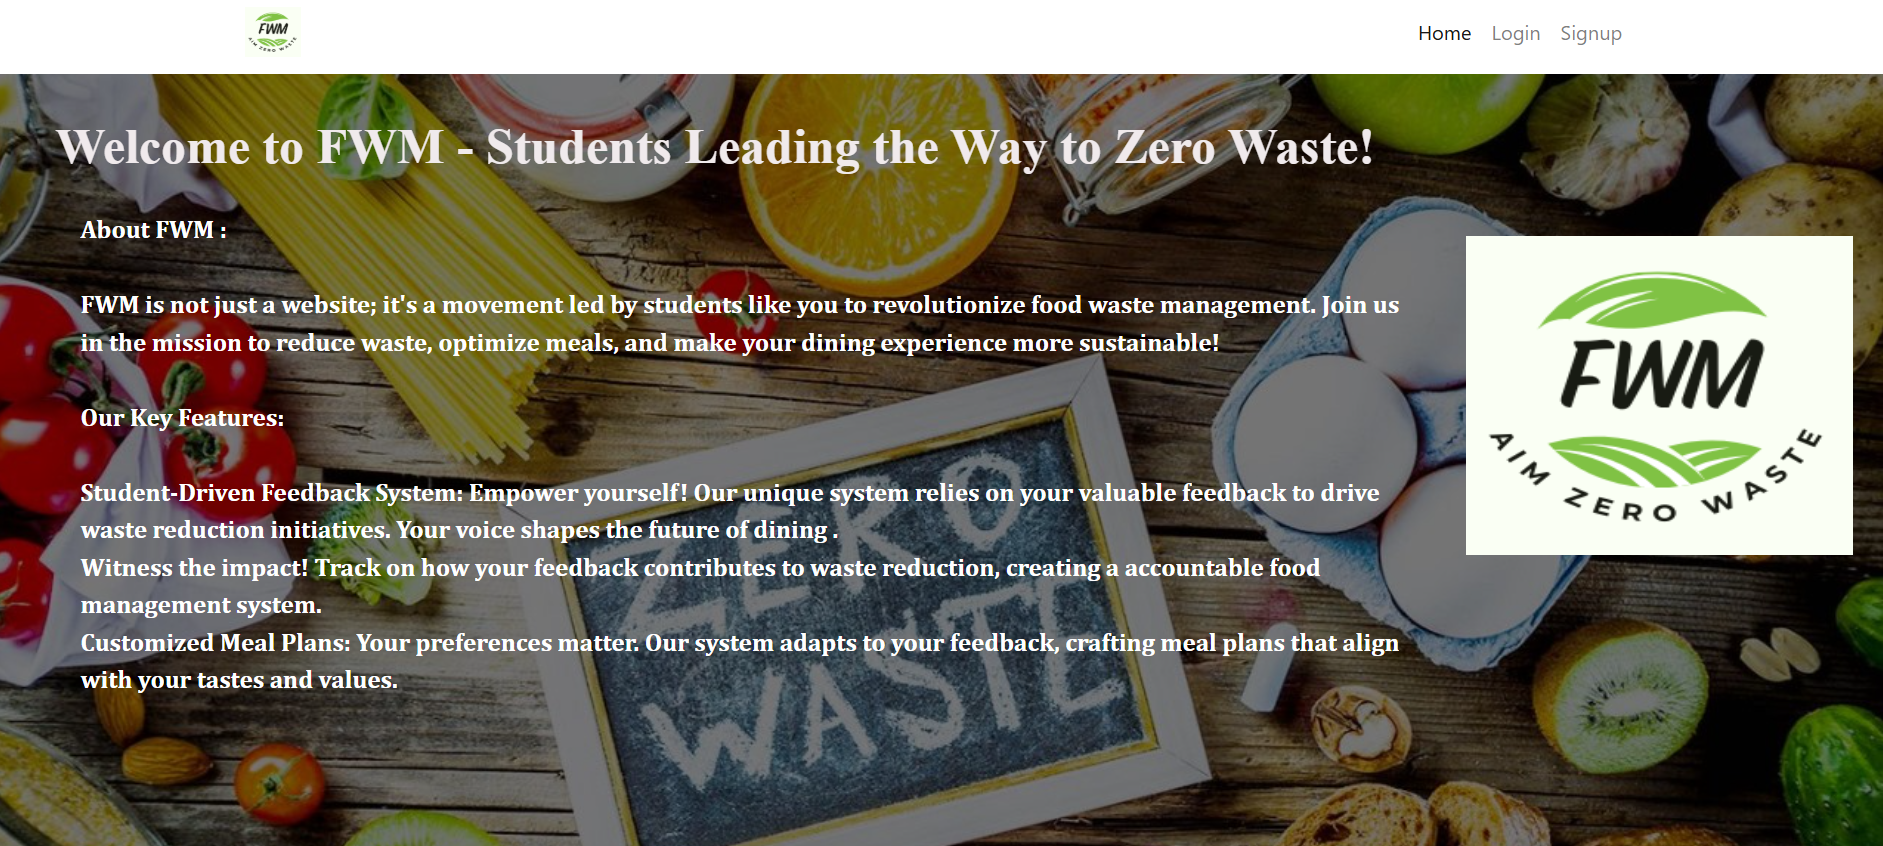 FWM
AIM ZERO WASTE
Home Login Signup
Welcome to FWM - Students Leading the Way to Zero Waste!
About FWM :
FWM is not just a website; it's a movement led by students like you to revolutionize food waste management. Join us
in the mission to reduce waste, optimize meals, and make your dining experience more sustainable!
Our Key Features:
Student-Driven Feedback System: Empower yourself! Our unique system relies on your valuable feedback to drive
waste reduction initiatives. Your voice shapes the future of dining .
Witness the impact! Track on how your feedback contributes to waste reduction, creating a accountable food
management system.
Customized Meal Plans: Your preferences matter. Our system adapts to your feedback, crafting meal plans that align
with your tastes and values.
FWM
AIM ZERO WASTE
ZERO
WASTE